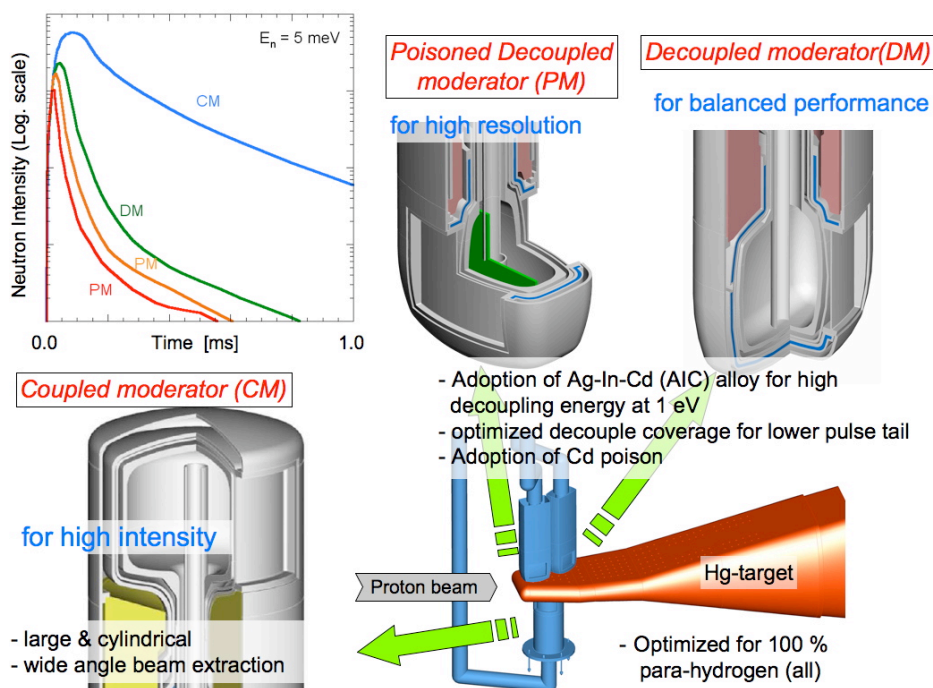 Neutron Intensity (Log. scale)
E_n = 5 meV
CM
DM
PM
PM
0.0
Time [ms]
1.0
Poisoned Decoupled
moderator (PM)
for high resolution
Decoupled moderator(DM)
for balanced performance
Coupled moderator (CM)
for high intensity
- large & cylindrical
- wide angle beam extraction
- Adoption of Ag-In-Cd (AIC) alloy for high
decoupling energy at 1 eV
- optimized decouple coverage for lower pulse tail
- Adoption of Cd poison
Proton beam
Hg-target
- Optimized for 100 %
para-hydrogen (all)